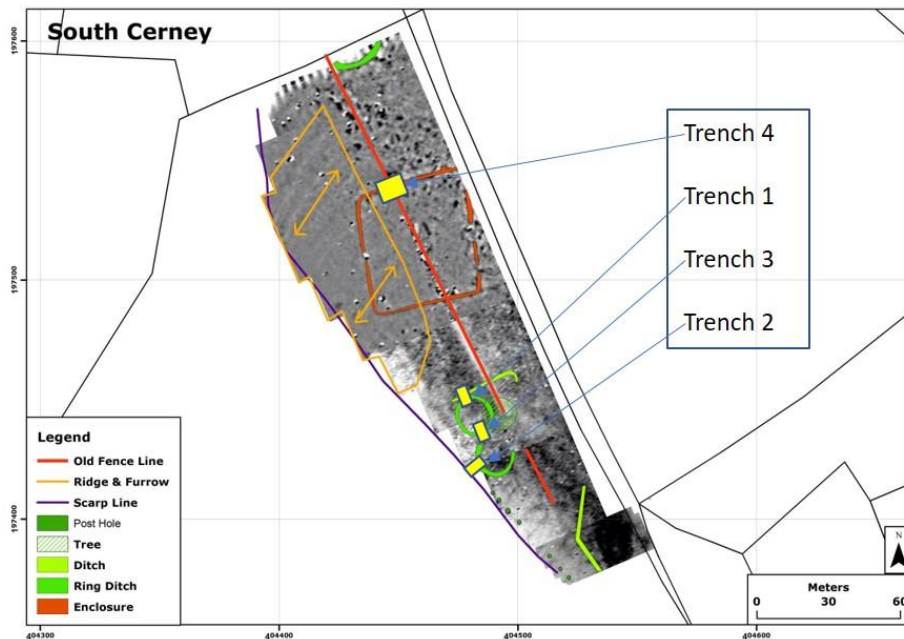 South Cerney
197600
197500
197400
Trench 4
Trench 1
Trench 3
Trench 2
Legend
Old Fence Line
Ridge & Furrow
Scarp Line
Post Hole
Tree
Ditch
Ring Ditch
Enclosure
N
Meters
0 30 60
404300 404400 404500 404600